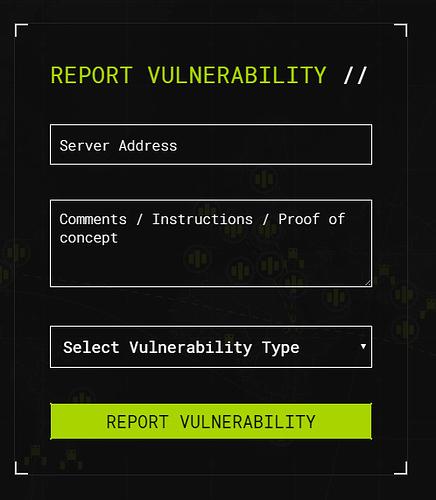 REPORT VULNERABILITY //
Server Address
Comments / Instructions / Proof of
concept
Select Vulnerability Type
REPORT VULNERABILITY